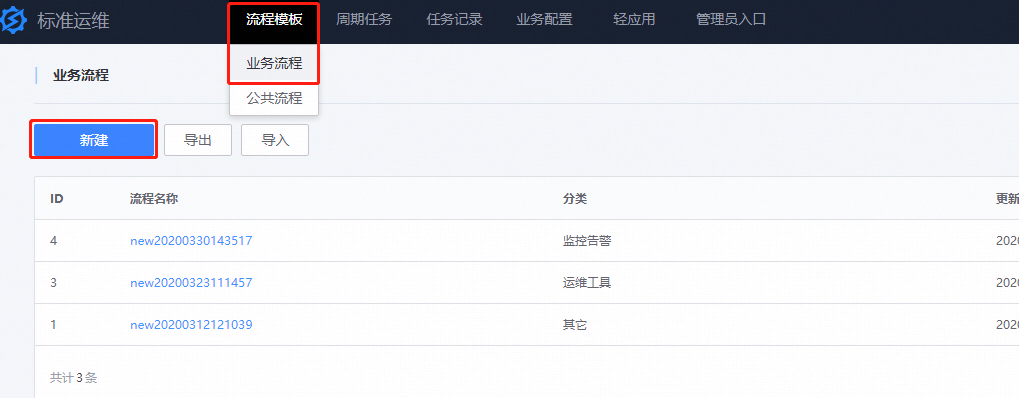 标准运维 流程模板 周期任务 任务记录 业务配置 轻应用 管理员入口
业务流程
业务流程
公共流程
新建 导出 导入
ID 流程名称 分类 更新
4 new20200330143517 监控告警 2020
3 new20200323111457 运维工具 2020
1 new20200312121039 其它 2020
共计3条